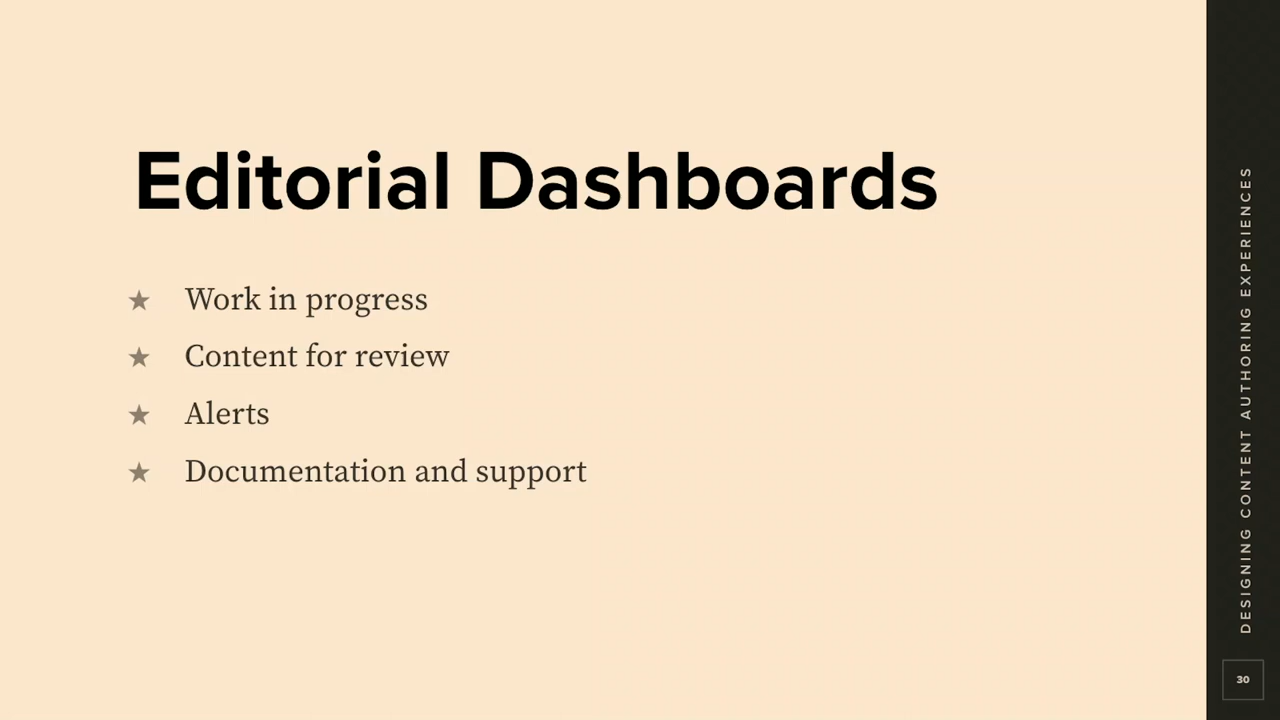 Editorial Dashboards
★ Work in progress
★ Content for review
★ Alerts
★ Documentation and support
DESIGNING CONTENT AUTHORING EXPERIENCES
30